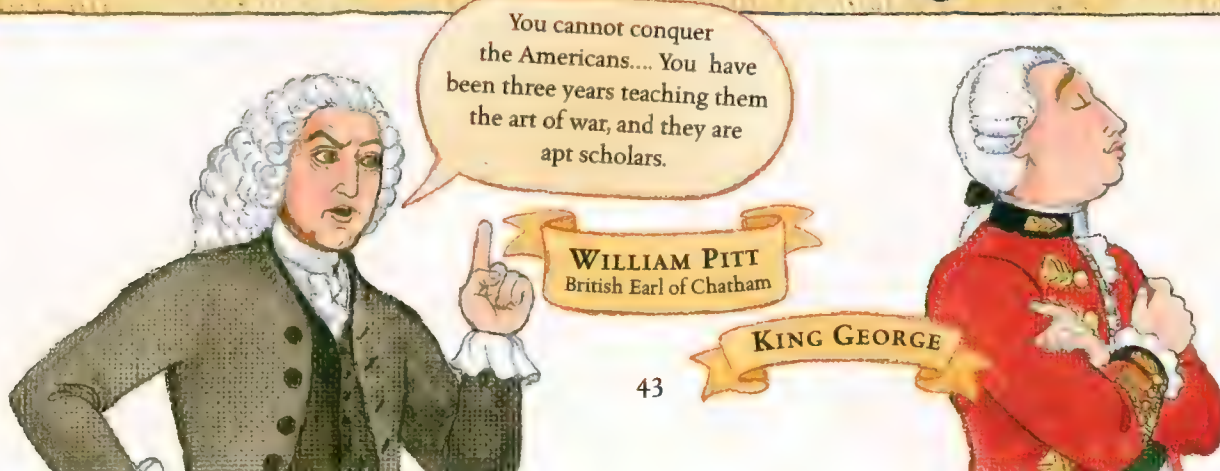 You cannot conquer
the Americans.... You have
been three years teaching them
the art of war, and they are
apt scholars.
WILLIAM PITT
British Earl of Chatham
KING GEORGE
43